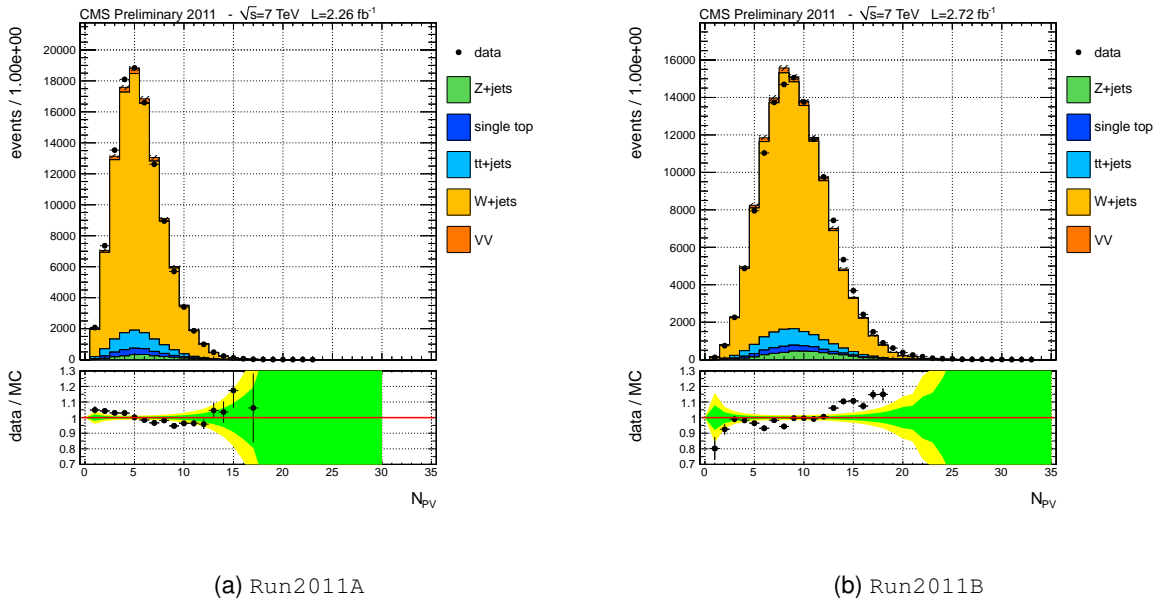 CMS Preliminary 2011 - √s=7 TeV L=2.26 fb⁻¹
events / 1.00e+00
20000
18000
16000
14000
12000
10000
8000
6000
4000
2000
0
data
Z+jets
single top
tt+jets
W+jets
VV
data / MC
1.3
1.2
1.1
1
0.9
0.8
0.7
0 5 10 15 20 25 30 35
N_PV
(a) Run2011A
CMS Preliminary 2011 - √s=7 TeV L=2.72 fb⁻¹
events / 1.00e+00
16000
14000
12000
10000
8000
6000
4000
2000
0
data
Z+jets
single top
tt+jets
W+jets
VV
data / MC
1.3
1.2
1.1
1
0.9
0.8
0.7
0 5 10 15 20 25 30 35
N_PV
(b) Run2011B